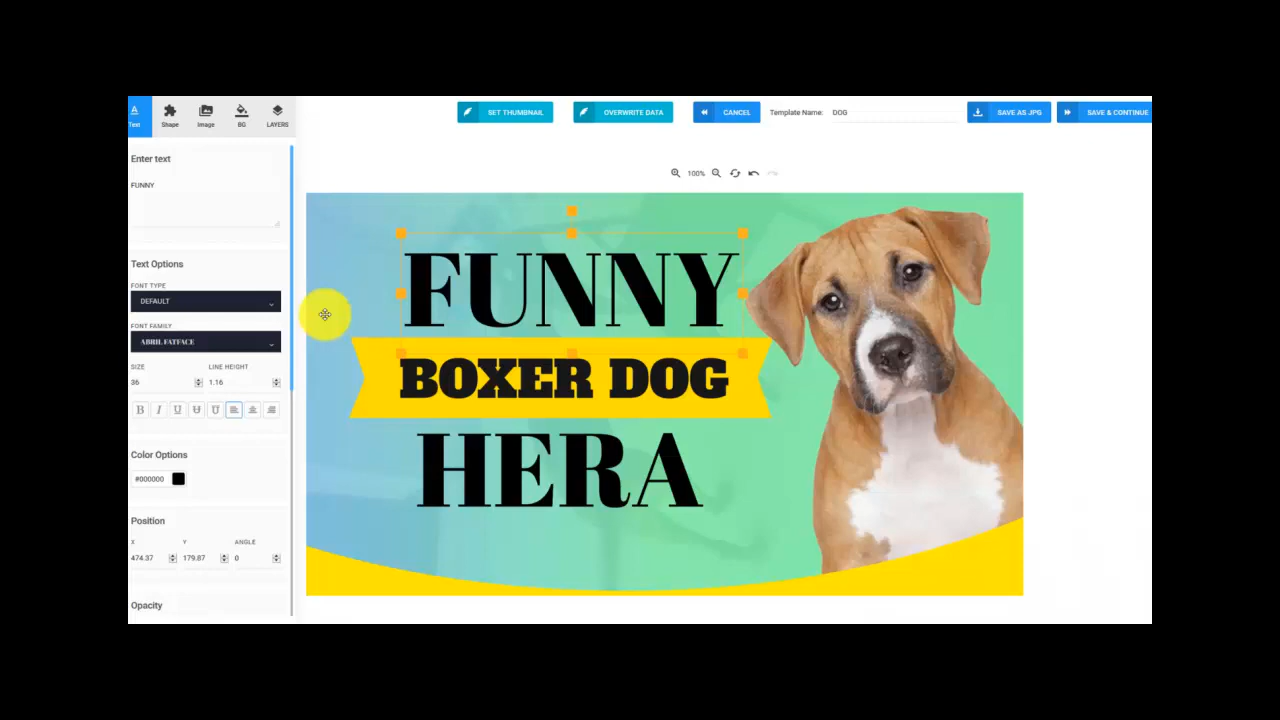 SET THUMBNAIL
OVERWRITE DATA
CANCEL
Template Name: DOG
SAVE AS JPG
SAVE & CONTINUE
Text
Shape
Image
BG
LAYERS
100%
Enter text
FUNNY
Text Options
FONT TYPE
DEFAULT
FONT FAMILY
ABRIL FATFACE
SIZE LINE HEIGHT
36 1.16
B I U U U
Color Options
#000000
Position
X Y ANGLE
474.37 179.87 0
Opacity
FUNNY
BOXER DOG
HERA